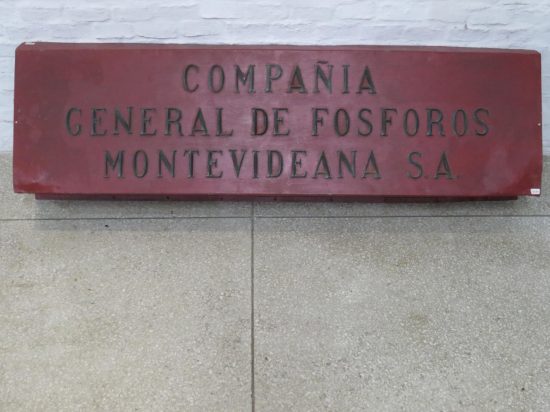 COMPAÑIA
GENERAL DE FOSFOROS
MONTEVIDEANA S.A.